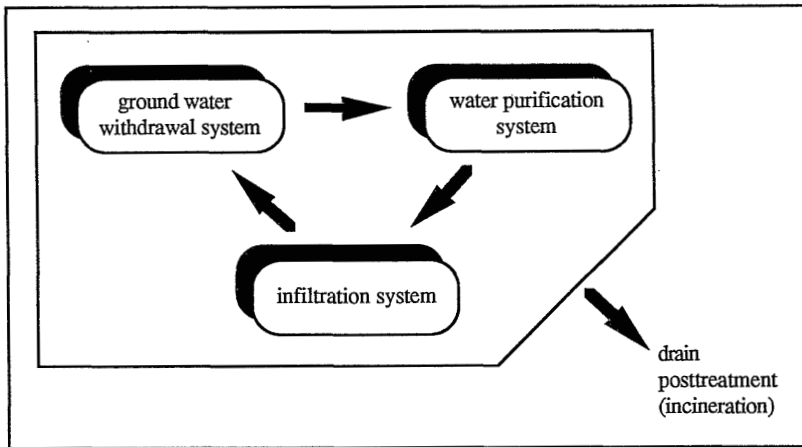 ground water
withdrawal system
water purification
system
infiltration system
drain
posttreatment
(incineration)